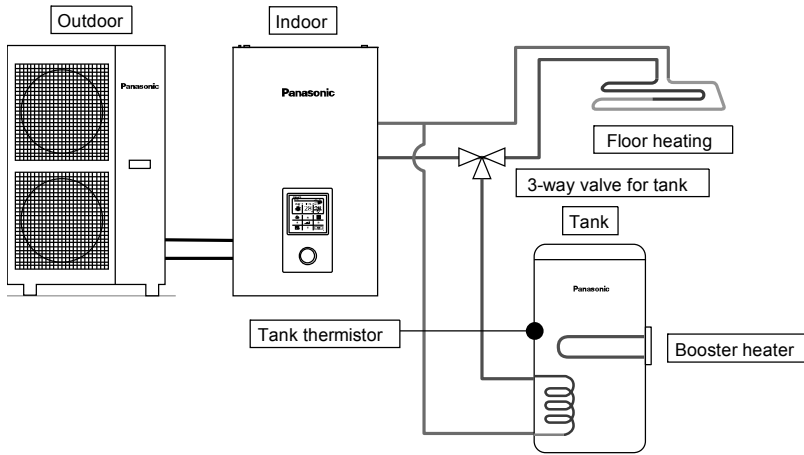 Outdoor
Indoor
Panasonic
Panasonic
Floor heating
3-way valve for tank
Tank
Panasonic
Tank thermistor
Booster heater